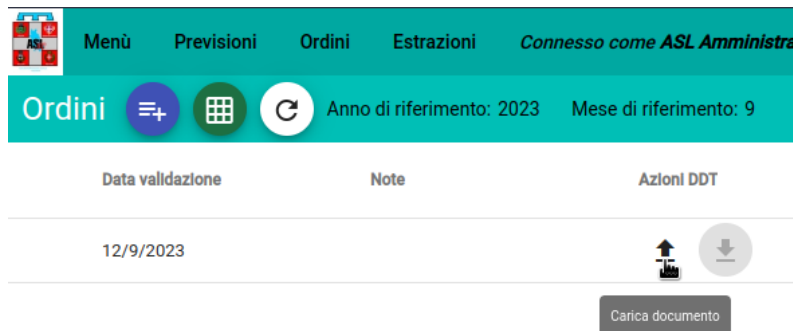 ASL Menù Previsioni Ordini Estrazioni Connesso come ASL Amministra
Ordini Anno di riferimento: 2023 Mese di riferimento: 9
Data validazione Note Azioni DDT
12/9/2023
Carica documento